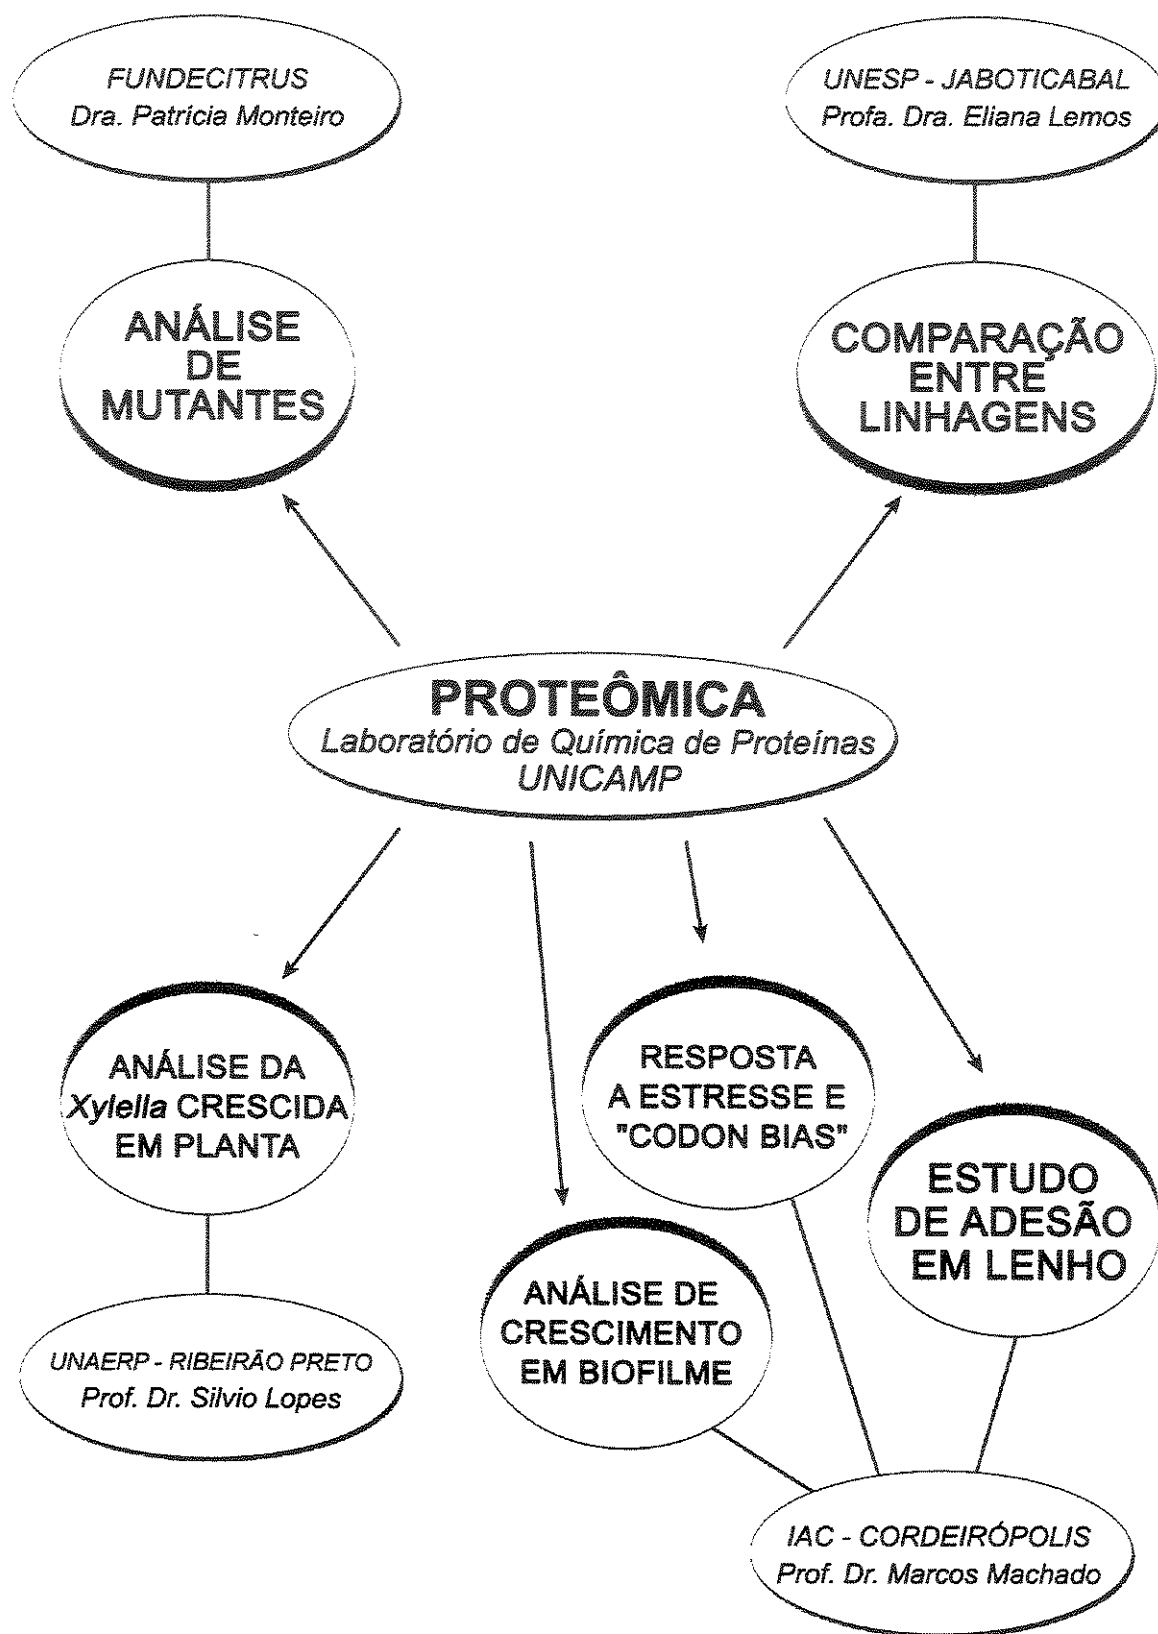 FUNDECITRUS
Dra. Patrícia Monteiro
UNESP - JABOTICABAL
Profa. Dra. Eliana Lemos
ANÁLISE
DE
MUTANTES
COMPARAÇÃO
ENTRE
LINHAGENS
PROTEÔMICA
Laboratório de Química de Proteínas
UNICAMP
ANÁLISE DA
Xylella CRESCIDA
EM PLANTA
RESPOSTA
A ESTRESSE E
"CODON BIAS"
ESTUDO
DE ADESÃO
EM LENHO
ANÁLISE DE
CRESCIMENTO
EM BIOFILME
UNAERP - RIBEIRÃO PRETO
Prof. Dr. Silvio Lopes
IAC - CORDEIRÓPOLIS
Prof. Dr. Marcos Machado